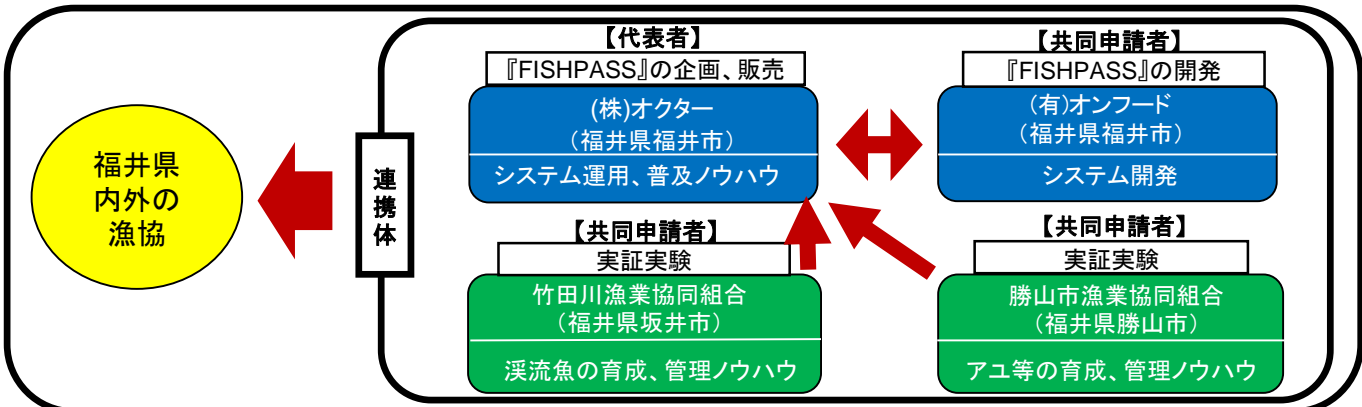 福井県
内外の
漁協
連携体
【代表者】
『FISHPASS』の企画、販売
(株)オクター
（福井県福井市）
システム運用、普及ノウハウ
【共同申請者】
『FISHPASS』の開発
(有)オンフード
（福井県福井市）
システム開発
【共同申請者】
実証実験
竹田川漁業協同組合
（福井県坂井市）
渓流魚の育成、管理ノウハウ
【共同申請者】
実証実験
勝山市漁業協同組合
（福井県勝山市）
アユ等の育成、管理ノウハウ